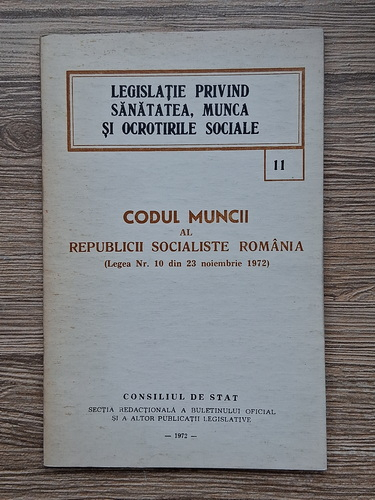 LEGISLAȚIE PRIVIND
SĂNĂTATEA, MUNCA
ȘI OCROTIRILE SOCIALE
11
CODUL MUNCII
AL
REPUBLICII SOCIALISTE ROMÂNIA
(Legea Nr. 10 din 23 noiembrie 1972)
CONSILIUL DE STAT
SECȚIA REDACȚIONALĂ A BULETINULUI OFICIAL
ȘI A ALTOR PUBLICAȚII LEGISLATIVE
— 1972 —